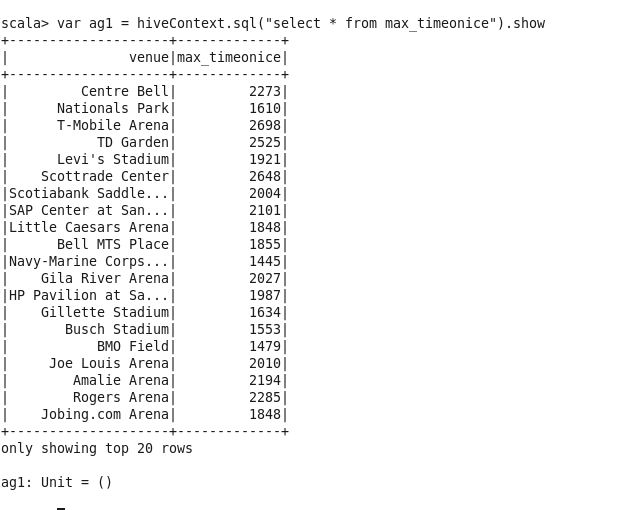 scala> var ag1 = hiveContext.sql("select * from max_timeonice").show
+--------------------+-------------+
|               venue|max_timeonice|
+--------------------+-------------+
|         Centre Bell|         2273|
|      Nationals Park|         1610|
|      T-Mobile Arena|         2698|
|           TD Garden|         2525|
|      Levi's Stadium|         1921|
|    Scottrade Center|         2648|
|Scotiabank Saddle...|         2004|
|SAP Center at San...|         2101|
|Little Caesars Arena|         1848|
|      Bell MTS Place|         1855|
|Navy-Marine Corps...|         1445|
|    Gila River Arena|         2027|
|HP Pavilion at Sa...|         1987|
|    Gillette Stadium|         1634|
|       Busch Stadium|         1553|
|           BMO Field|         1479|
|     Joe Louis Arena|         2010|
|        Amalie Arena|         2194|
|        Rogers Arena|         2285|
|    Jobing.com Arena|         1848|
+--------------------+-------------+
only showing top 20 rows
ag1: Unit = ()